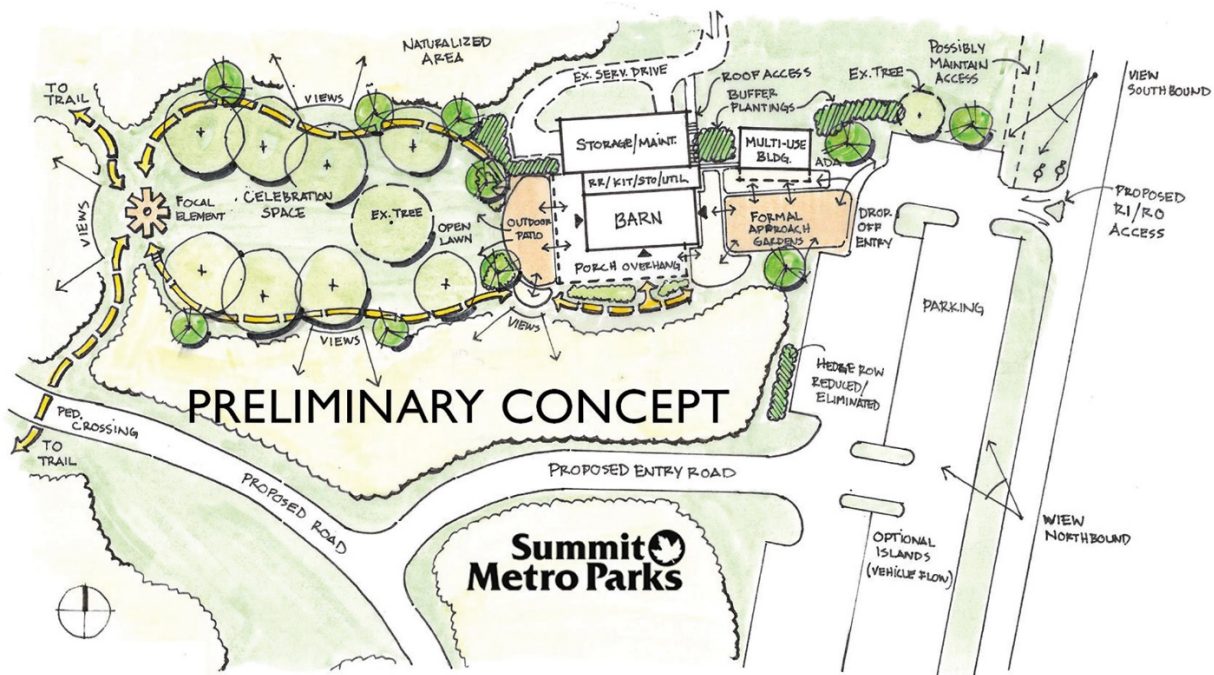 NATURALIZED
AREA
TO
TRAIL
VIEWS
EX. SERV. DRIVE
ROOF ACCESS
BUFFER
PLANTINGS
EX. TREE
POSSIBLY
MAINTAIN
ACCESS
VIEW
SOUTHBOUND
STORAGE/MAINT.
MULTI-USE
BLDG.
ADA
RR/KIT/STO/UTIL
VIEWS
FOCAL
ELEMENT
CELEBRATION
SPACE
EX. TREE
OPEN
LAWN
OUTDOOR
PATIO
BARN
FORMAL
APPROACH
GARDENS
DROP
OFF
ENTRY
PROPOSED
RI/RO
ACCESS
PORCH OVERHANG
PARKING
VIEWS
VIEWS
HEDGE ROW
REDUCED/
ELIMINATED
PRELIMINARY CONCEPT
PED.
CROSSING
TO
TRAIL
PROPOSED ROAD
PROPOSED ENTRY ROAD
Summit
Metro Parks
OPTIONAL
ISLANDS
(VEHICLE FLOW)
VIEW
NORTHBOUND